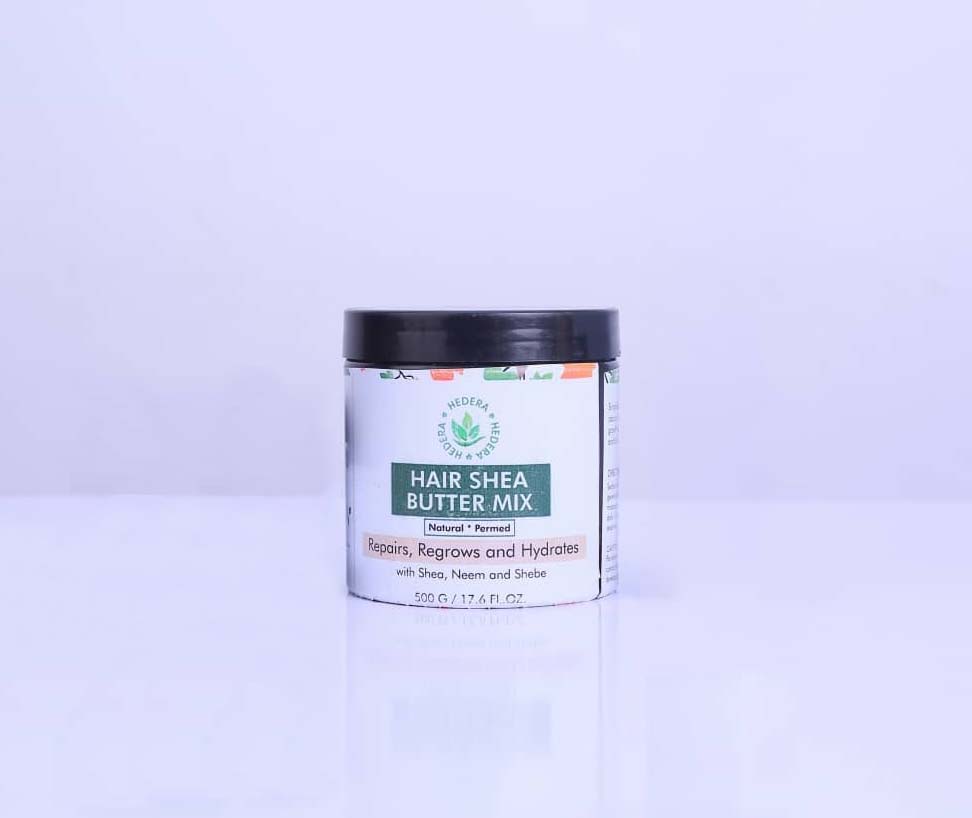 HEDERA * HEDERA * HEDERA *
HAIR SHEA
BUTTER MIX
Natural * Permed
Repairs, Regrows and Hydrates
with Shea, Neem and Shebe
500 G / 17.6 FL.OZ.